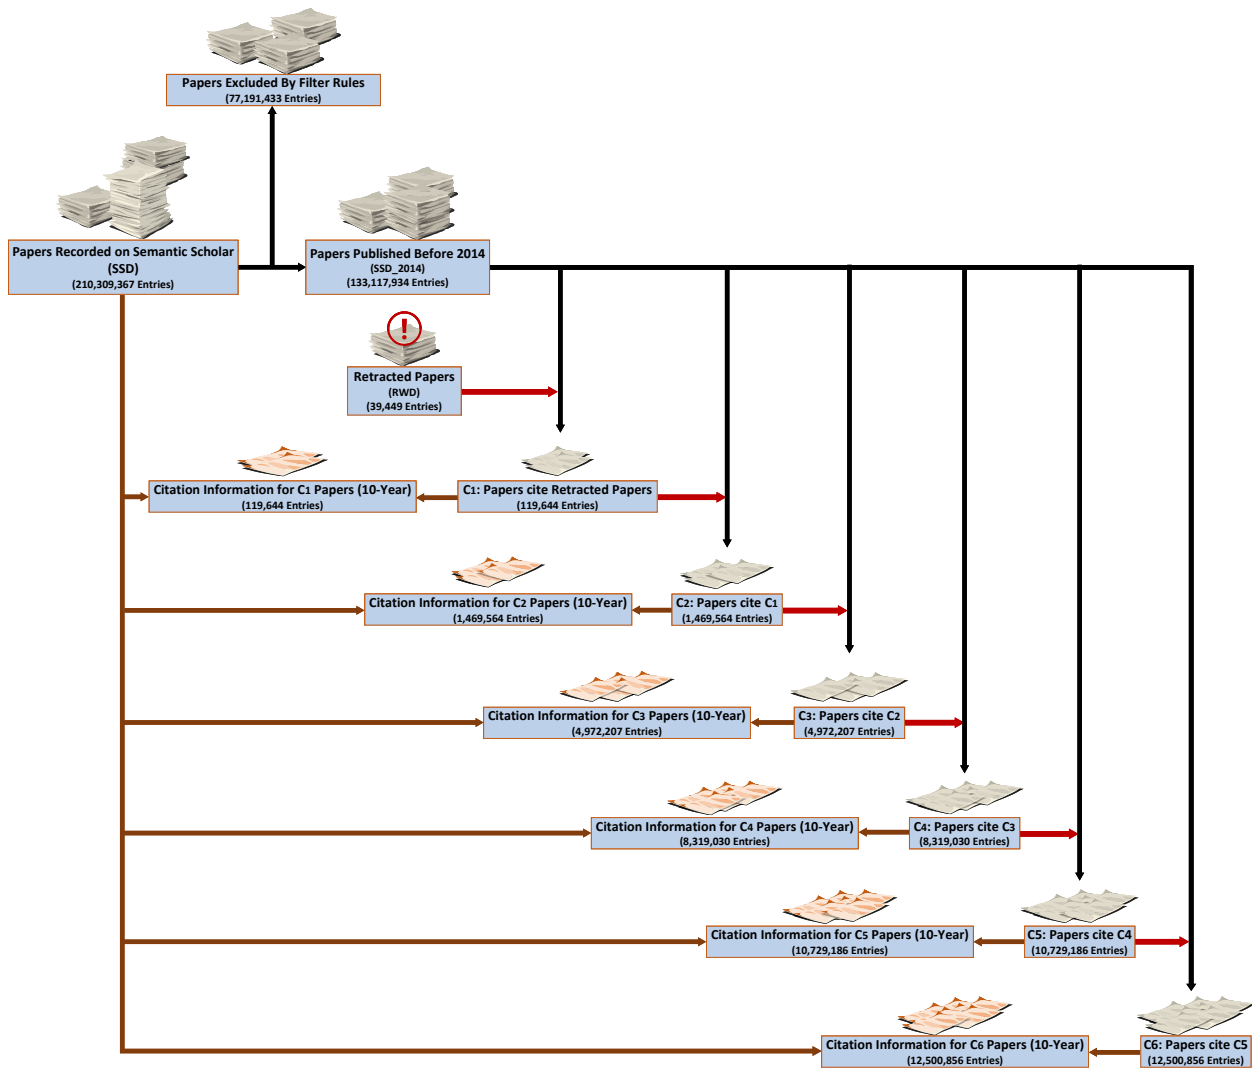 Papers Excluded By Filter Rules
(77,191,433 Entries)
Papers Recorded on Semantic Scholar
(SSD)
(210,309,367 Entries)
Papers Published Before 2014
(SSD_2014)
(133,117,934 Entries)
!
Retracted Papers
(RWD)
(39,449 Entries)
Citation Information for C1 Papers (10-Year)
(119,644 Entries)
C1: Papers cite Retracted Papers
(119,644 Entries)
Citation Information for C2 Papers (10-Year)
(1,469,564 Entries)
C2: Papers cite C1
(1,469,564 Entries)
Citation Information for C3 Papers (10-Year)
(4,972,207 Entries)
C3: Papers cite C2
(4,972,207 Entries)
Citation Information for C4 Papers (10-Year)
(8,319,030 Entries)
C4: Papers cite C3
(8,319,030 Entries)
Citation Information for C5 Papers (10-Year)
(10,729,186 Entries)
C5: Papers cite C4
(10,729,186 Entries)
Citation Information for C6 Papers (10-Year)
(12,500,856 Entries)
C6: Papers cite C5
(12,500,856 Entries)